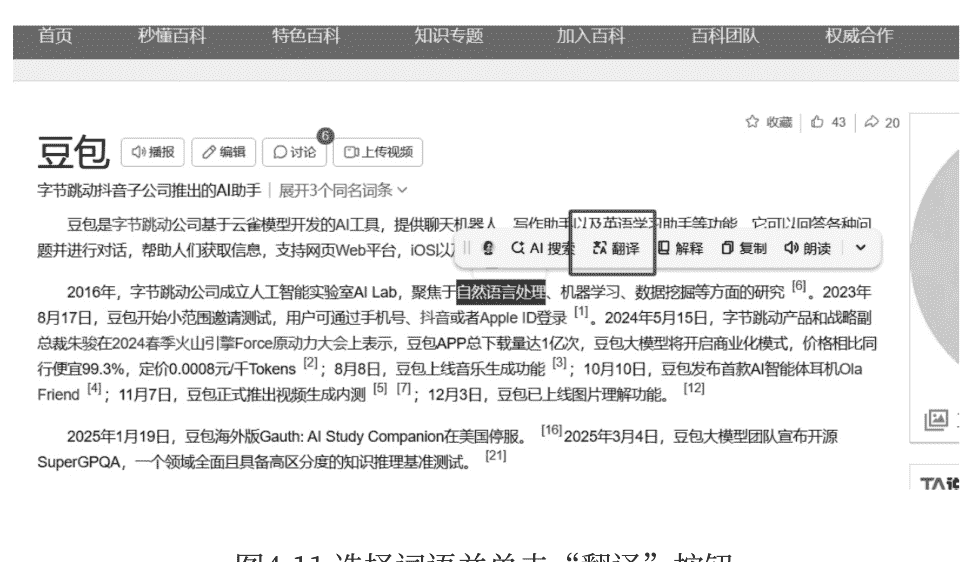 首页 秒懂百科 特色百科 知识专题 加入百科 百科团队 权威合作
收藏 43 20
豆包 播报 编辑 讨论 6 上传视频
字节跳动抖音子公司推出的AI助手 展开3个同名词条
豆包是字节跳动公司基于云雀模型开发的AI工具，提供聊天机器人、写作助手以及英语学习助手等功能，它可以回答各种问
题并进行对话，帮助人们获取信息，支持网页Web平台，iOS以
AI 搜索 翻译 解释 复制 朗读
2016年，字节跳动公司成立人工智能实验室AI Lab，聚焦于自然语言处理、机器学习、数据挖掘等方面的研究 [6]。2023年
8月17日，豆包开始小范围邀请测试，用户可通过手机号、抖音或者Apple ID登录 [1]。2024年5月15日，字节跳动产品和战略副
总裁朱骏在2024春季火山引擎Force原动力大会上表示，豆包APP总下载量达1亿次，豆包大模型将开启商业化模式，价格相比同
行便宜99.3%，定价0.0008元/千Tokens [2]；8月8日，豆包上线音乐生成功能 [3]；10月10日，豆包发布首款AI智能体耳机Ola
Friend [4]；11月7日，豆包正式推出视频生成内测 [5] [7]；12月3日，豆包已上线图片理解功能。 [12]
2025年1月19日，豆包海外版Gauth: AI Study Companion在美国停服。 [16]2025年3月4日，豆包大模型团队宣布开源
SuperGPQA，一个领域全面且具备高区分度的知识推理基准测试。 [21]
图4-11 选择词语并单击“翻译”按钮